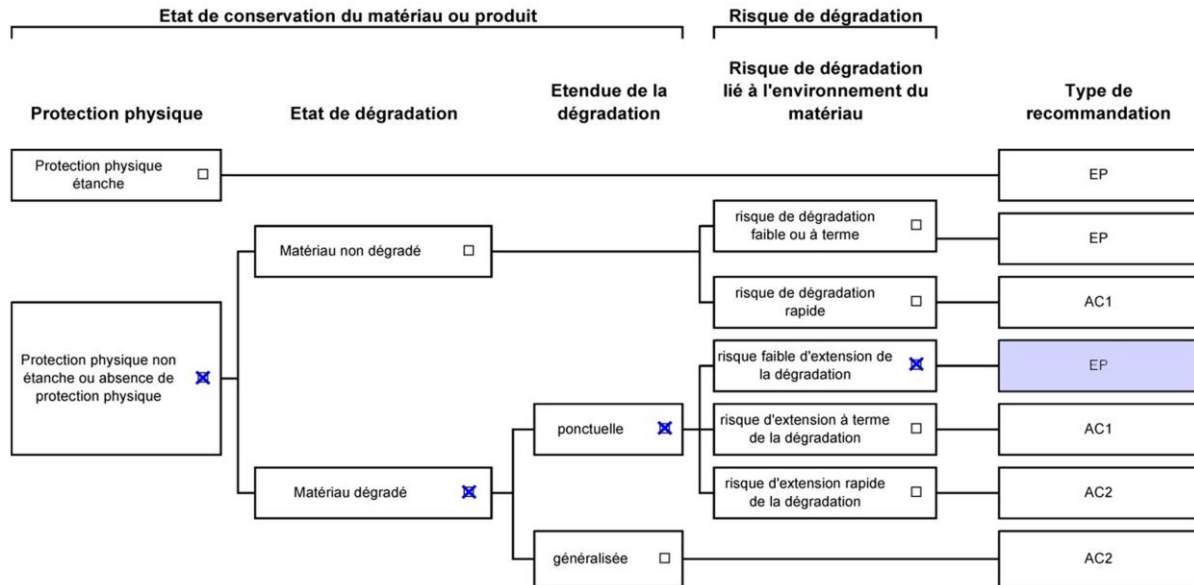 Etat de conservation du matériau ou produit
Risque de dégradation
Protection physique
Etat de dégradation
Etendue de la
dégradation
Risque de dégradation
lié à l'environnement du
matériau
Type de
recommandation
Protection physique
étanche
EP
Matériau non dégradé
risque de dégradation
faible ou à terme
EP
risque de dégradation
rapide
AC1
Protection physique non
étanche ou absence de
protection physique
risque faible d'extension de
la dégradation
EP
ponctuelle
risque d'extension à terme
de la dégradation
AC1
Matériau dégradé
risque d'extension rapide
de la dégradation
AC2
généralisée
AC2